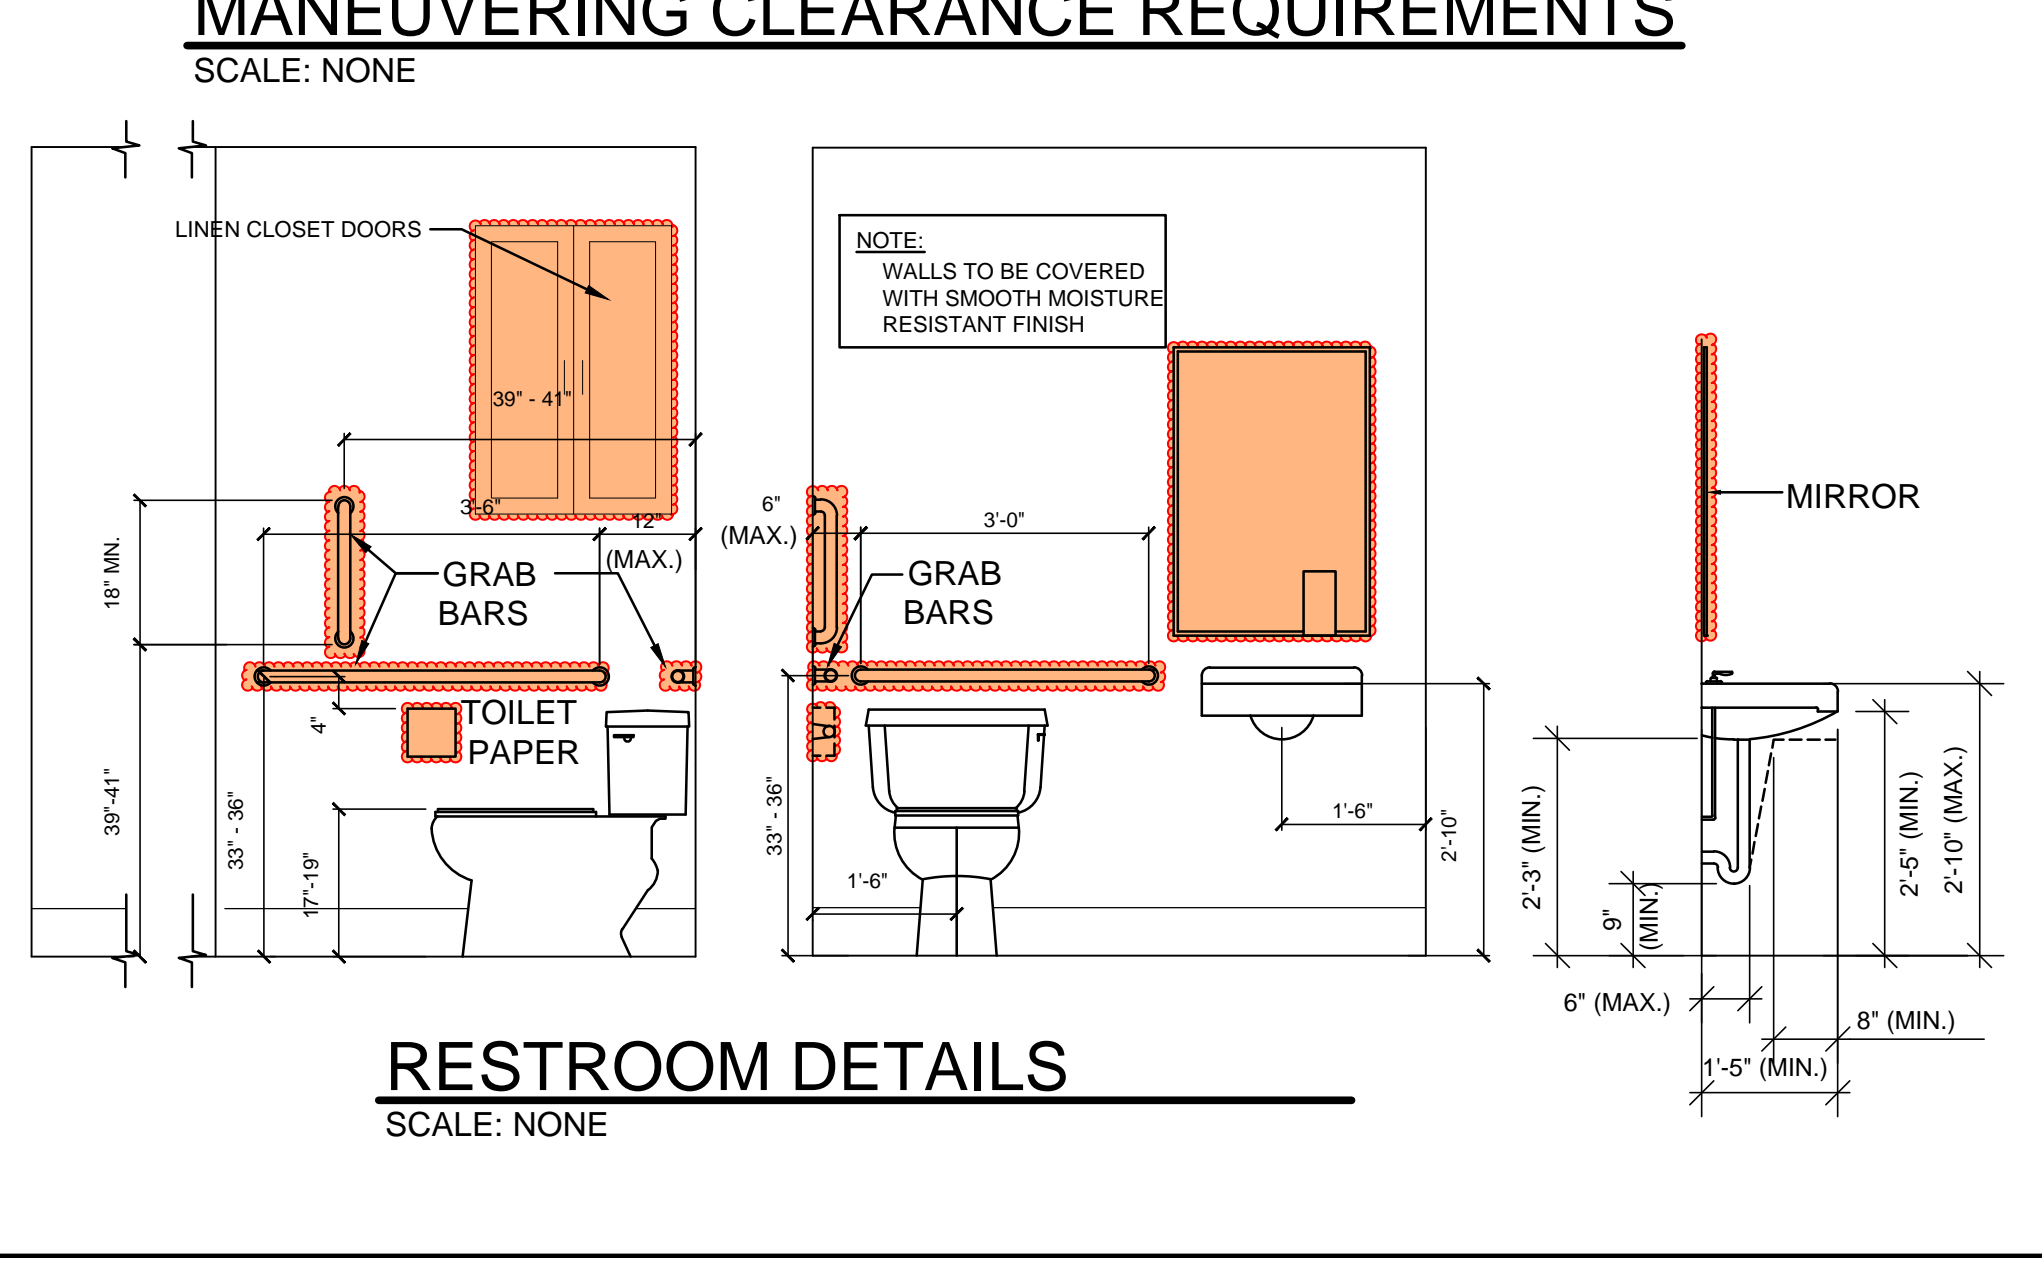 MANEUVERING CLEARANCE REQUIREMENTS
SCALE: NONE
LINEN CLOSET DOORS
39" - 41"
3'-6"
12"
(MAX.)
18" MN.
GRAB
BARS
TOILET
PAPER
4"
39"-41"
33" - 36"
17"-19"
NOTE:
WALLS TO BE COVERED
WITH SMOOTH MOISTURE
RESISTANT FINISH
6"
(MAX.)
3'-0"
GRAB
BARS
33" - 36"
1'-6"
1'-6"
2'-10"
MIRROR
2'-3" (MIN.)
9"
(MIN.)
2'-5" (MIN.)
2'-10" (MAX.)
6" (MAX.)
8" (MIN.)
1'-5" (MIN.)
RESTROOM DETAILS
SCALE: NONE